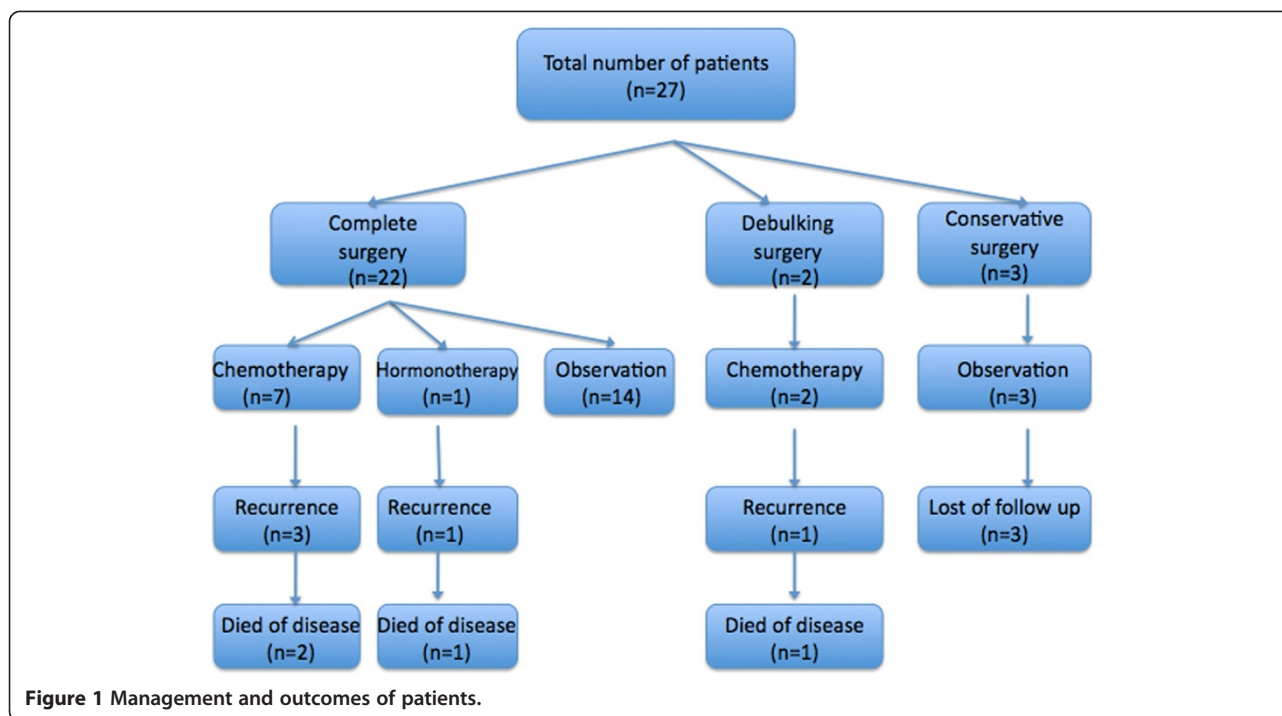 Total number of patients
(n=27)
Complete
surgery
(n=22)
Debulking
surgery
(n=2)
Conservative
surgery
(n=3)
Chemotherapy
(n=7)
Hormonotherapy
(n=1)
Observation
(n=14)
Chemotherapy
(n=2)
Observation
(n=3)
Recurrence
(n=3)
Recurrence
(n=1)
Recurrence
(n=1)
Lost of follow up
(n=3)
Died of disease
(n=2)
Died of disease
(n=1)
Died of disease
(n=1)
Figure 1 Management and outcomes of patients.